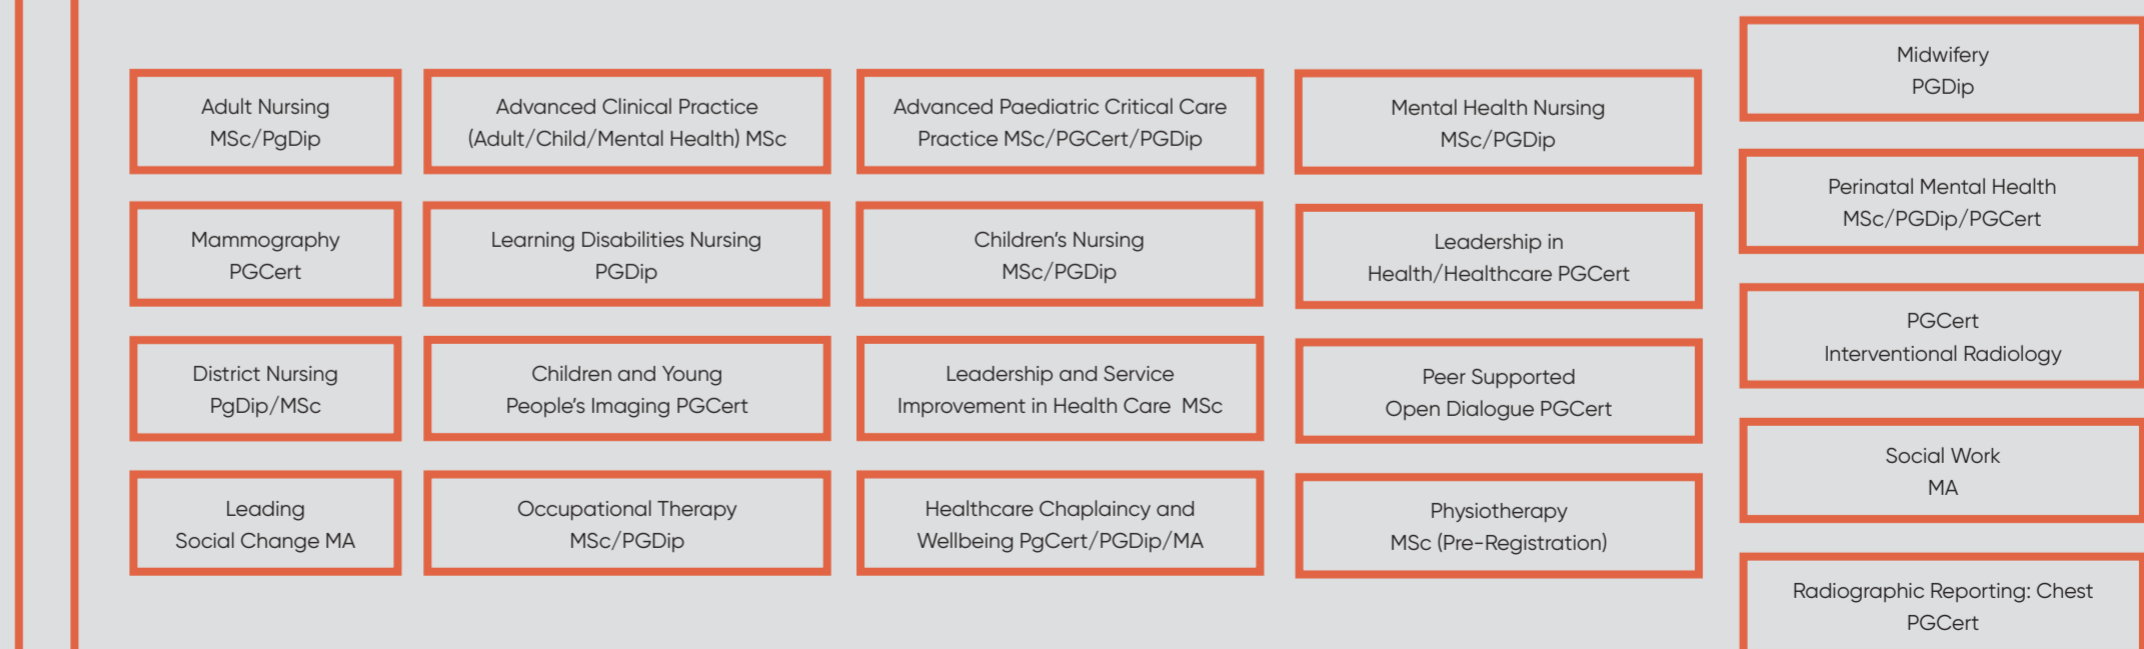 Adult Nursing
MSc/PgDip
Advanced Clinical Practice
(Adult/Child/Mental Health) MSc
Advanced Paediatric Critical Care
Practice MSc/PGCert/PGDip
Mental Health Nursing
MSc/PGDip
Midwifery
PGDip
Mammography
PGCert
Learning Disabilities Nursing
PGDip
Children’s Nursing
MSc/PGDip
Leadership in
Health/Healthcare PGCert
Perinatal Mental Health
MSc/PGDip/PGCert
District Nursing
PgDip/MSc
Children and Young
People’s Imaging PGCert
Leadership and Service
Improvement in Health Care MSc
Peer Supported
Open Dialogue PGCert
PGCert
Interventional Radiology
Leading
Social Change MA
Occupational Therapy
MSc/PGDip
Healthcare Chaplaincy and
Wellbeing PgCert/PGDip/MA
Physiotherapy
MSc (Pre-Registration)
Social Work
MA
Radiographic Reporting: Chest
PGCert